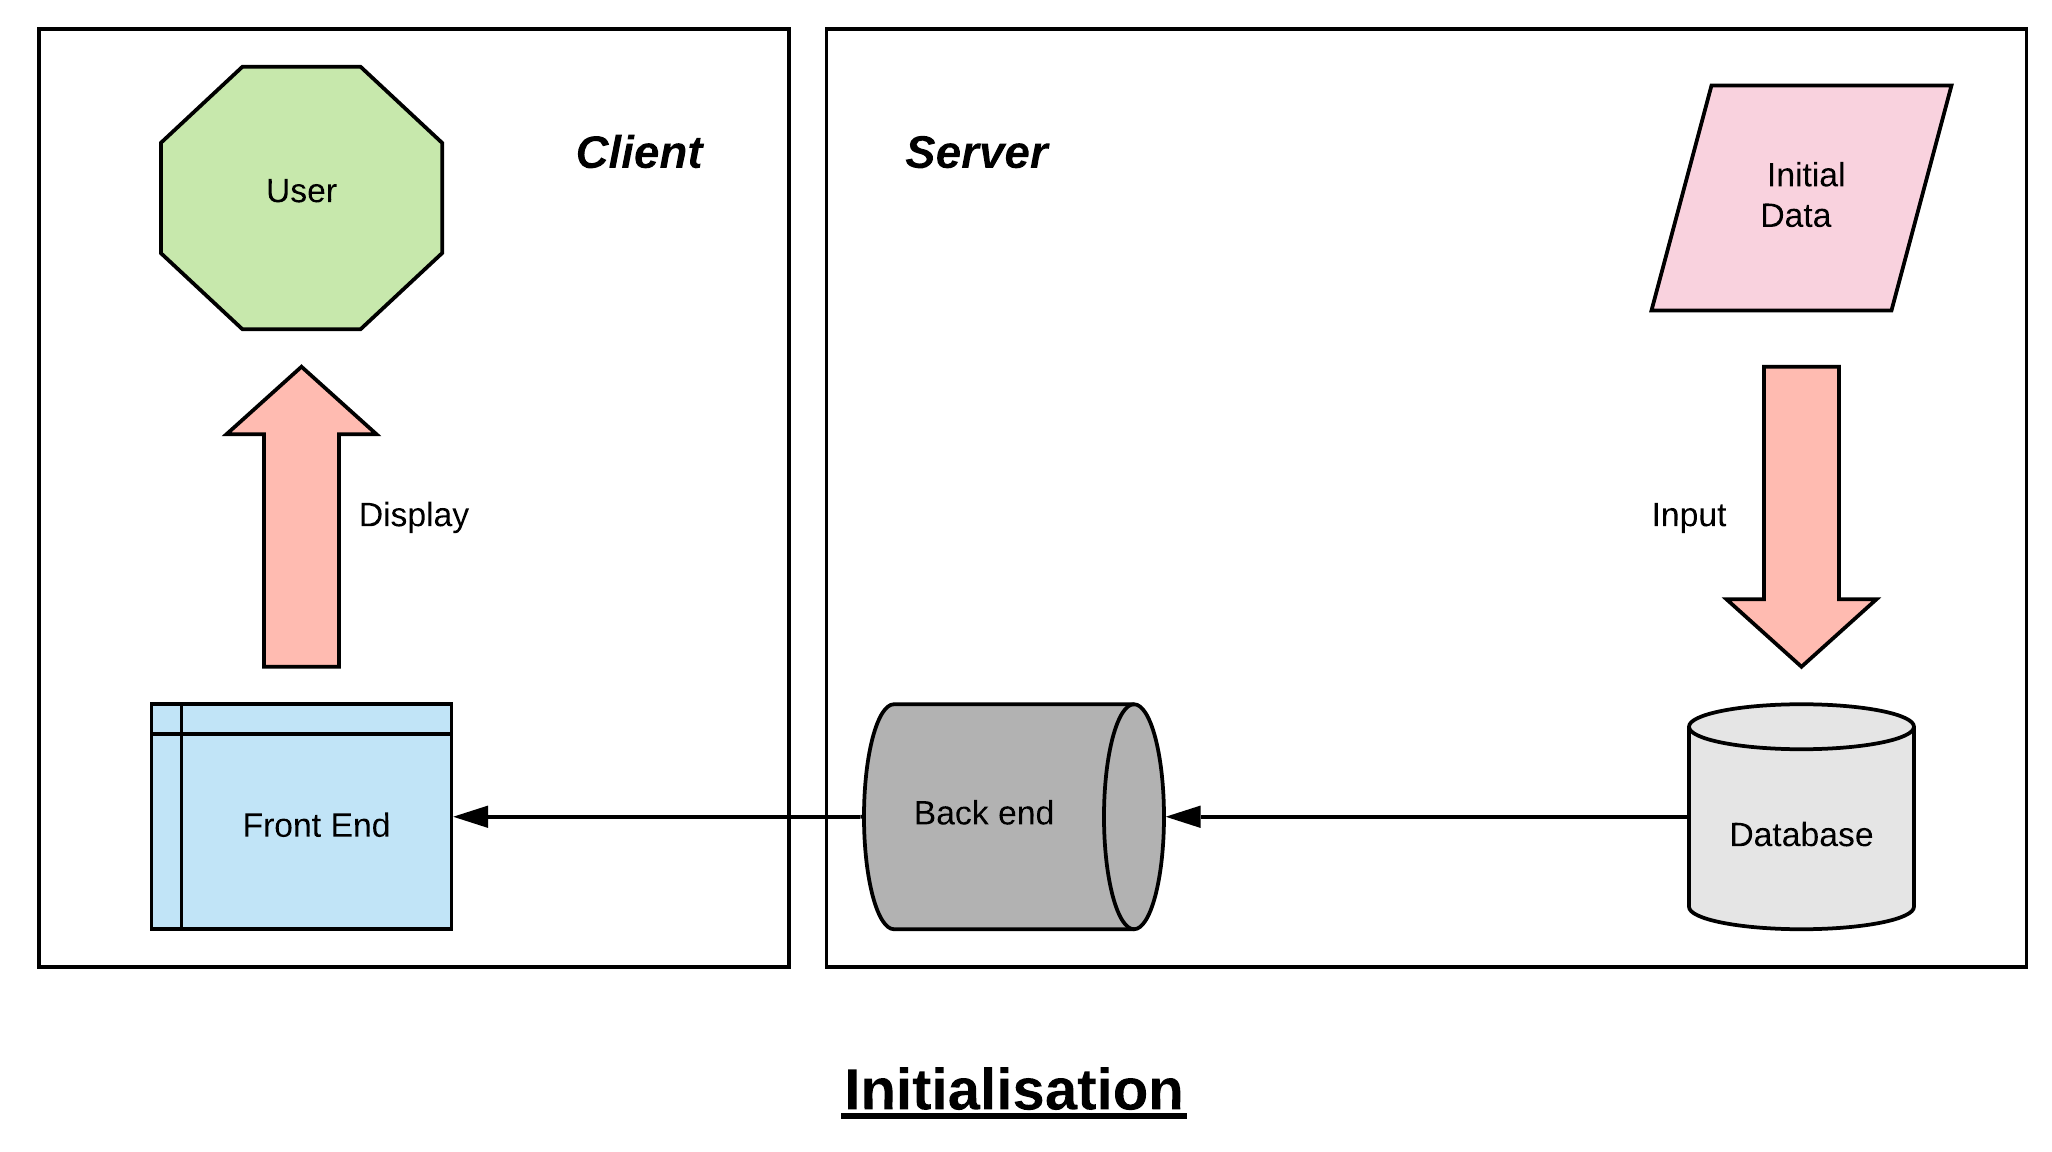 Client
Server
User
Initial
Data
Display
Input
Front End
Back end
Database
Initialisation